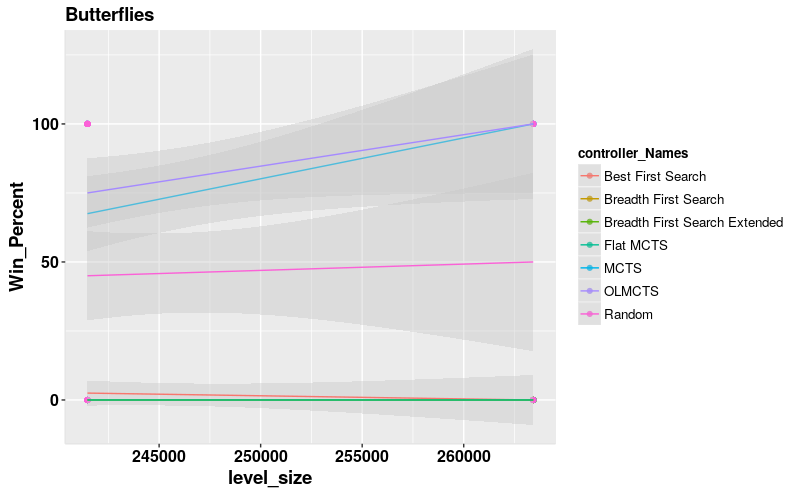 Butterflies
Win_Percent
100
50
0
245000 250000 255000 260000
level_size
controller_Names
Best First Search
Breadth First Search
Breadth First Search Extended
Flat MCTS
MCTS
OLMCTS
Random